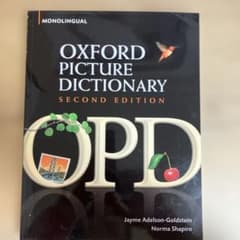 MONOLINGUAL
OXFORD
PICTURE
DICTIONARY
SECOND EDITION
OPD
Jayme Adelson-Goldstein
Norma Shapiro